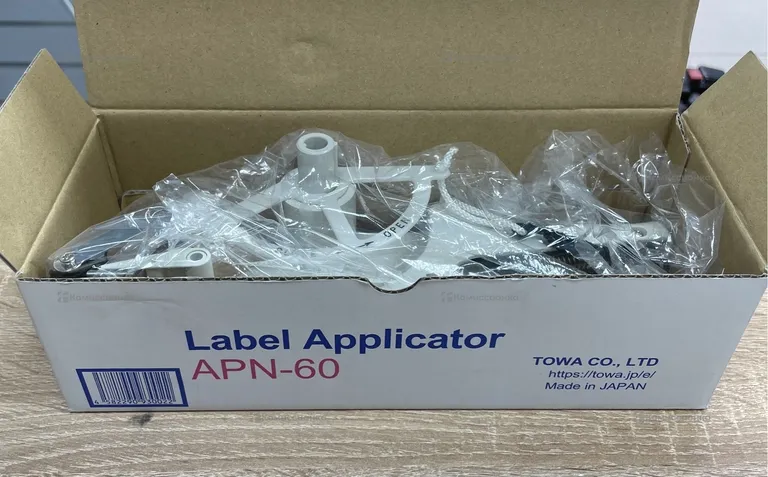 OPEN
Label Applicator
APN-60
TOWA CO., LTD
https://towa.jp/e/
Made in JAPAN